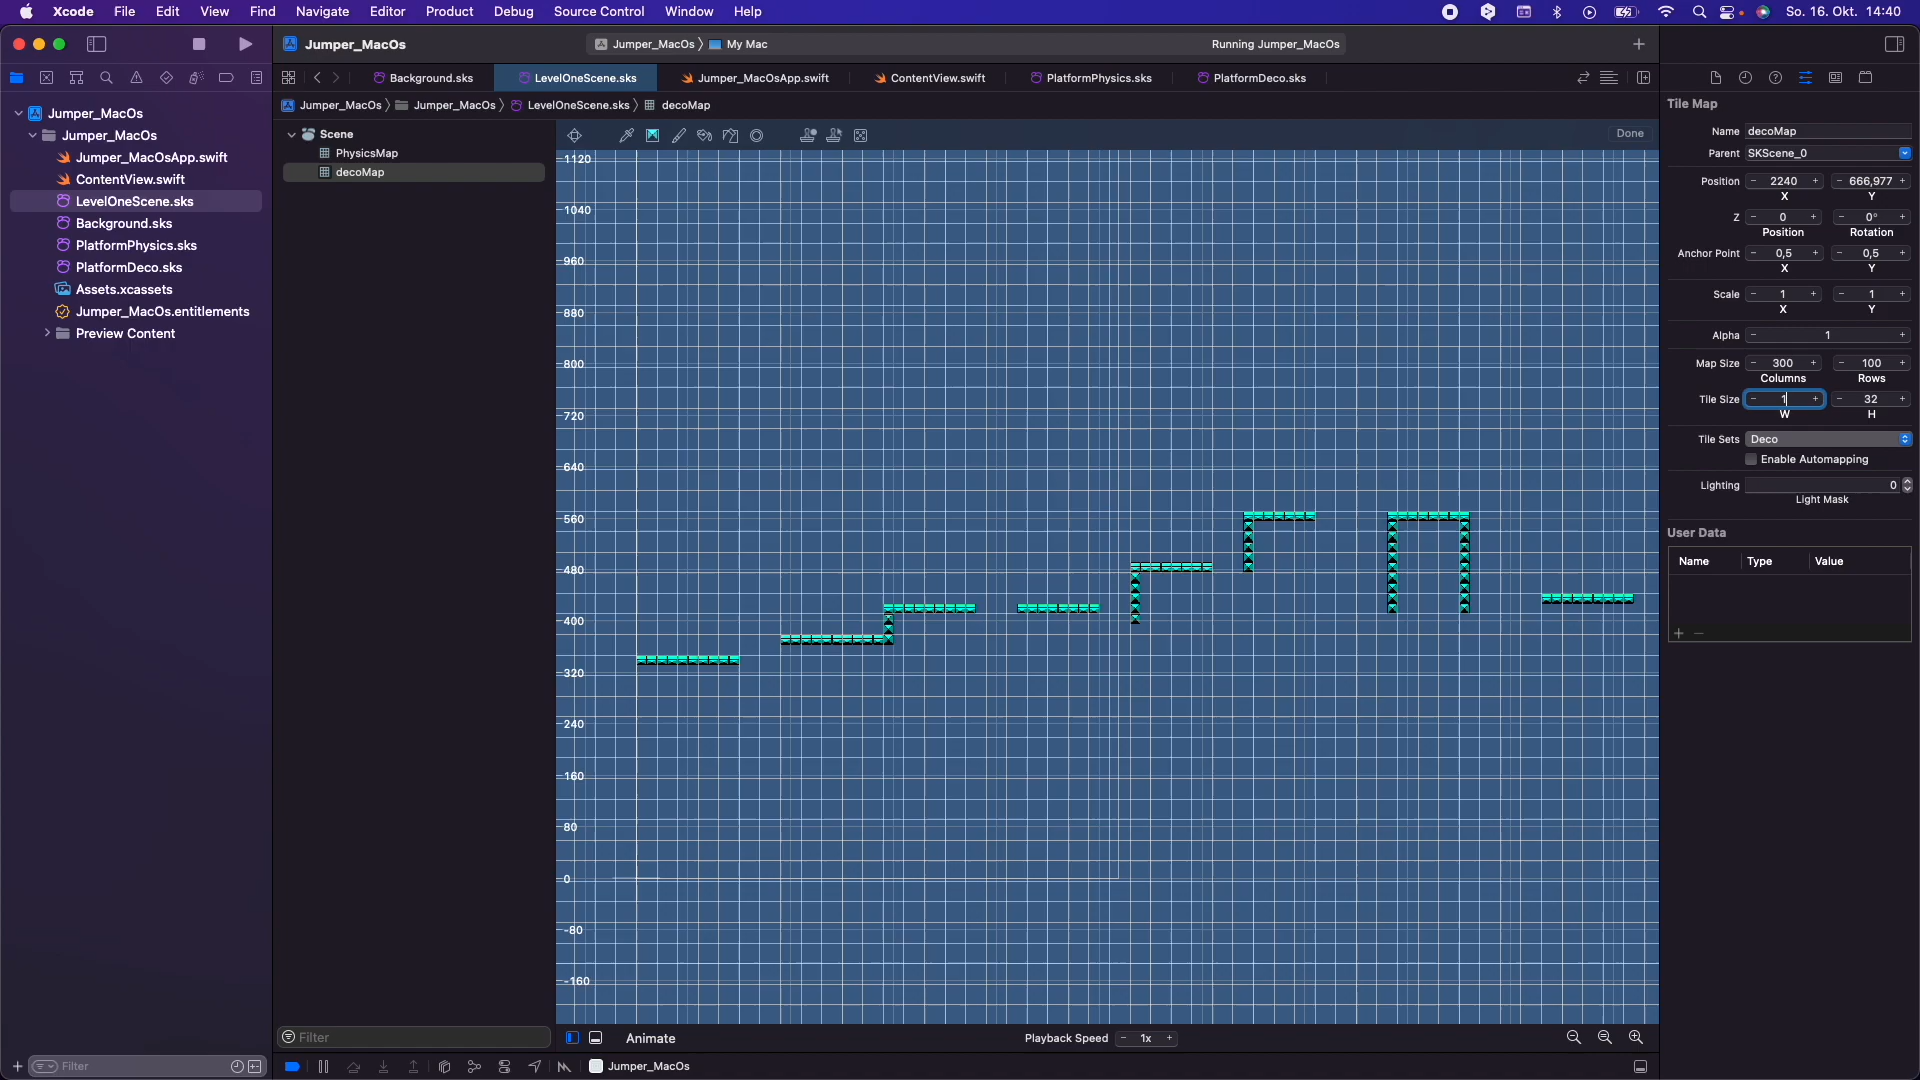 Xcode File Edit View Find Navigate Editor Product Debug Source Control Window Help So. 16. Okt. 14:40
Jumper_MacOs Jumper_MacOs 〉 My Mac Running Jumper_MacOs
Background.sks LevelOneScene.sks Jumper_MacOsApp.swift ContentView.swift PlatformPhysics.sks PlatformDeco.sks
Jumper_MacOs 〉 Jumper_MacOs 〉 LevelOneScene.sks 〉 decoMap
Jumper_MacOs
Jumper_MacOs
Jumper_MacOsApp.swift
ContentView.swift
LevelOneScene.sks
Background.sks
PlatformPhysics.sks
PlatformDeco.sks
Assets.xcassets
Jumper_MacOs.entitlements
Preview Content
Filter
Scene
PhysicsMap
decoMap
Filter
Done
1120
1040
960
880
800
720
640
560
480
400
320
240
160
80
0
-80
-160
Animate
Playback Speed - 1x +
Jumper_MacOs
Tile Map
Name decoMap
Parent SKScene_0
Position - 2240 + - 666,977 +
X Y
Z - 0 + - 0° +
Position Rotation
Anchor Point - 0,5 + - 0,5 +
X Y
Scale - 1 + - 1 +
X Y
Alpha - 1 +
Map Size - 300 + - 100 +
Columns Rows
Tile Size - 1 + - 32 +
W H
Tile Sets Deco
Enable Automapping
Lighting 0
Light Mask
User Data
Name Type Value
+ -